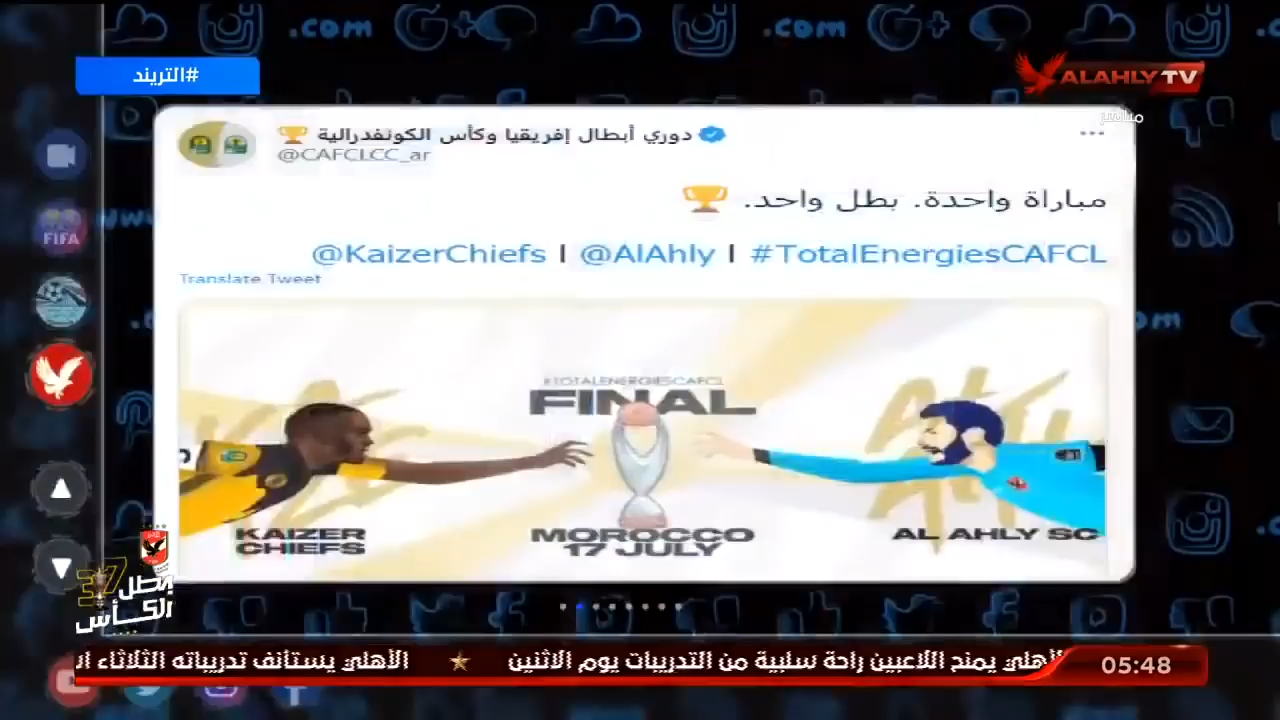 #التريند
ALAHLY TV
مباشر
دوري أبطال إفريقيا وكأس الكونفدرالية
@CAFCLCC_ar
مباراة واحدة. بطل واحد.
@KaizerChiefs I @AlAhly I #TotalEnergiesCAFCL
Translate Tweet
FIFA
#TOTALENERGIESCAFCL
FINAL
KAIZER
CHIEFS
MOROCCO
17 JULY
AL AHLY SC
بطل 37
الكأس
الأهلي يمنح اللاعبين راحة سلبية من التدريبات يوم الاثنين
الأهلي يستأنف تدريباته الثلاثاء
05:48